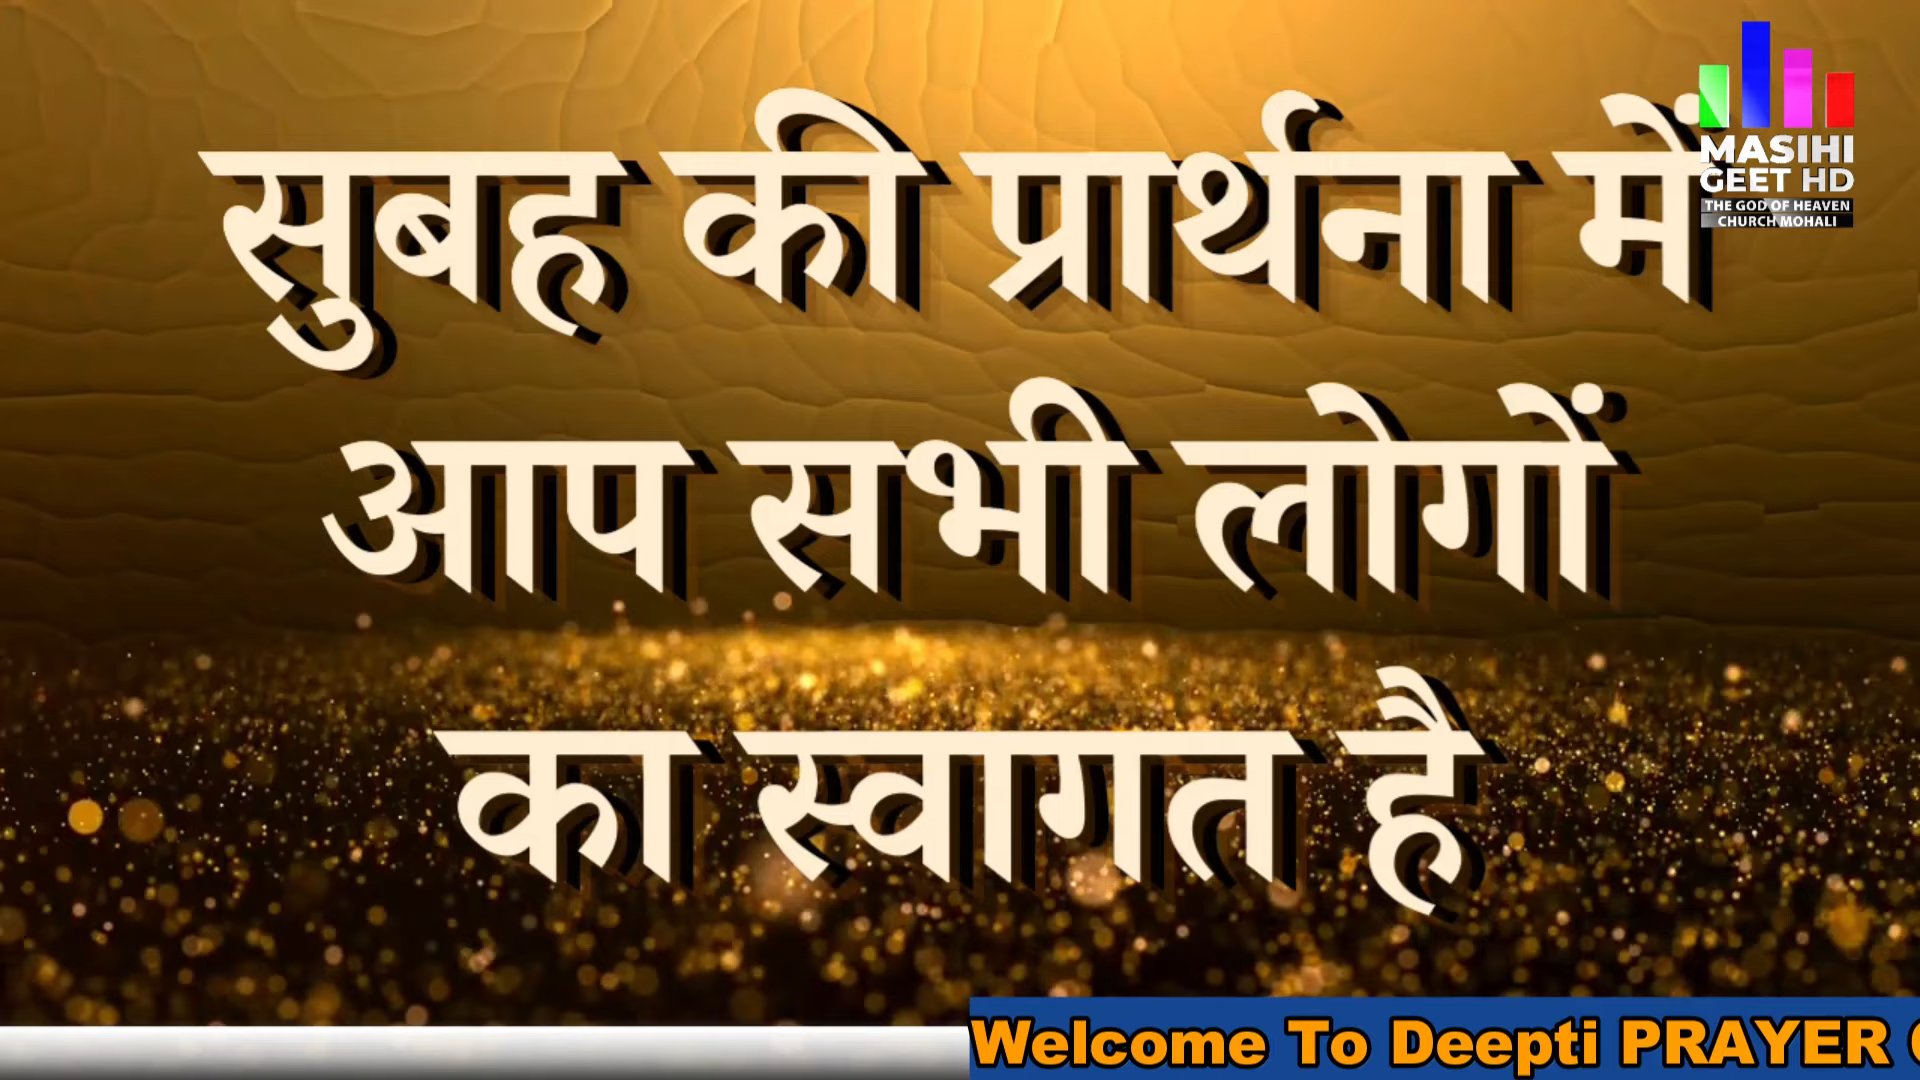 सुबह की प्रार्थना में
MASIHI
GEET HD
THE GOD OF HEAVEN
CHURCH MOHALI
आप सभी लोगों
का स्वागत है
Welcome To Deepti PRAYER